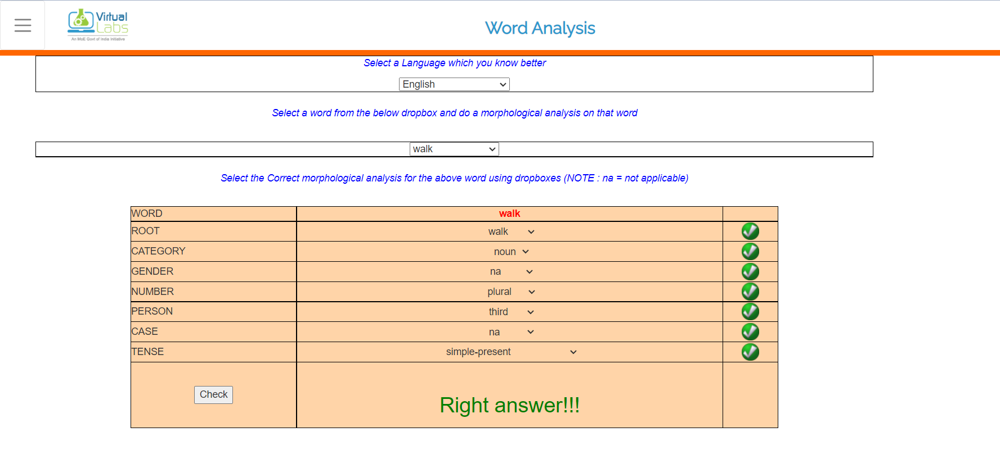 Virtual
Labs
An MoE Govt of India Initiative
Word Analysis
Select a Language which you know better
English
Select a word from the below dropbox and do a morphological analysis on that word
walk
Select the Correct morphological analysis for the above word using dropboxes (NOTE : na = not applicable)
WORD walk
ROOT walk
CATEGORY noun
GENDER na
NUMBER plural
PERSON third
CASE na
TENSE simple-present
Check Right answer!!!